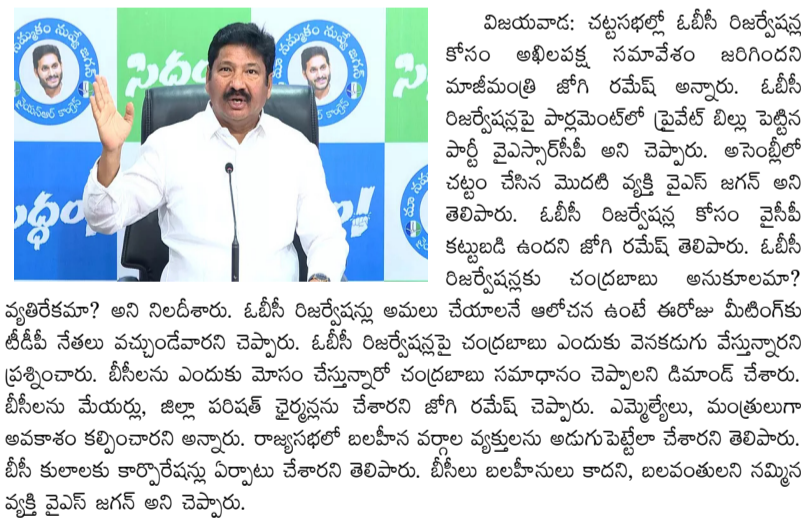 సిద్ధం
సిద్ధం!
విజయవాడ: చట్టసభల్లో ఓబీసీ రిజర్వేషన్ల
కోసం అఖిలపక్ష సమావేశం జరిగిందని
మాజీమంత్రి జోగి రమేష్ అన్నారు. ఓబీసీ
రిజర్వేషన్లపై పార్లమెంట్‌లో ప్రైవేట్ బిల్లు పెట్టిన
పార్టీ వైఎస్సార్‌సీపీ అని చెప్పారు. అసెంబ్లీలో
చట్టం చేసిన మొదటి వ్యక్తి వైఎస్ జగన్ అని
తెలిపారు. ఓబీసీ రిజర్వేషన్ల కోసం వైసీపీ
కట్టుబడి ఉందని జోగి రమేష్ తెలిపారు. ఓబీసీ
రిజర్వేషన్లకు చంద్రబాబు అనుకూలమా?
వ్యతిరేకమా? అని నిలదీశారు. ఓబీసీ రిజర్వేషన్లు అమలు చేయాలనే ఆలోచన ఉంటే ఈరోజు మీటింగ్‌కు
టీడీపీ నేతలు వచ్చుండేవారని చెప్పారు. ఓబీసీ రిజర్వేషన్లపై చంద్రబాబు ఎందుకు వెనకడుగు వేస్తున్నారని
ప్రశ్నించారు. బీసీలను ఎందుకు మోసం చేస్తున్నారో చంద్రబాబు సమాధానం చెప్పాలని డిమాండ్ చేశారు.
బీసీలను మేయర్లు, జిల్లా పరిషత్ ఛైర్మన్లను చేశారని జోగి రమేష్ చెప్పారు. ఎమ్మెల్యేలు, మంత్రులుగా
అవకాశం కల్పించారని అన్నారు. రాజ్యసభలో బలహీన వర్గాల వ్యక్తులను అడుగుపెట్టేలా చేశారని తెలిపారు.
బీసీ కులాలకు కార్పొరేషన్లు ఏర్పాటు చేశారని తెలిపారు. బీసీలు బలహీనులు కాదని, బలవంతులని నమ్మిన
వ్యక్తి వైఎస్ జగన్ అని చెప్పారు.